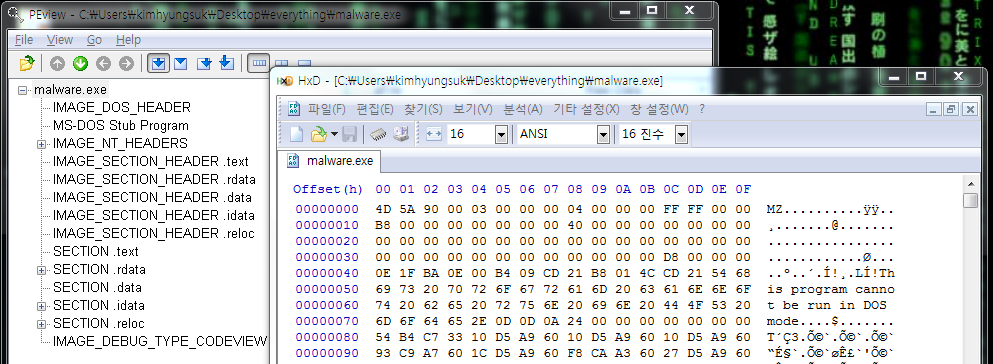 PEview - C:₩Users₩kimhyungsuk₩Desktop₩everything₩malware.exe
File View Go Help
malware.exe
IMAGE_DOS_HEADER
MS-DOS Stub Program
IMAGE_NT_HEADERS
IMAGE_SECTION_HEADER .text
IMAGE_SECTION_HEADER .rdata
IMAGE_SECTION_HEADER .data
IMAGE_SECTION_HEADER .idata
IMAGE_SECTION_HEADER .reloc
SECTION .text
SECTION .rdata
SECTION .data
SECTION .idata
SECTION .reloc
IMAGE_DEBUG_TYPE_CODEVIEW
HxD - [C:₩Users₩kimhyungsuk₩Desktop₩everything₩malware.exe]
파일(F) 편집(E) 찾기(S) 보기(V) 분석(A) 기타 설정(X) 창 설정(W) ?
16 ANSI 16 진수
malware.exe
Offset(h) 00 01 02 03 04 05 06 07 08 09 0A 0B 0C 0D 0E 0F
00000000 4D 5A 90 00 03 00 00 00 04 00 00 00 FF FF 00 00 MZ..........ÿÿ..
00000010 B8 00 00 00 00 00 00 00 40 00 00 00 00 00 00 00 ¸.......@.......
00000020 00 00 00 00 00 00 00 00 00 00 00 00 00 00 00 00 ................
00000030 00 00 00 00 00 00 00 00 00 00 00 00 D8 00 00 00 ............Ø...
00000040 0E 1F BA 0E 00 B4 09 CD 21 B8 01 4C CD 21 54 68 ..º..´.Í!¸.LÍ!Th
00000050 69 73 20 70 72 6F 67 72 61 6D 20 63 61 6E 6E 6F is program canno
00000060 74 20 62 65 20 72 75 6E 20 69 6E 20 44 4F 53 20 t be run in DOS
00000070 6D 6F 64 65 2E 0D 0D 0A 24 00 00 00 00 00 00 00 mode....$.......
00000080 54 B4 C7 33 10 D5 A9 60 10 D5 A9 60 10 D5 A9 60 T´Ç3.Õ©`.Õ©`.Õ©`
00000090 93 C9 A7 60 1C D5 A9 60 F8 CA A3 60 27 D5 A9 60 “ɧ`.Õ©`øÊ£`'Õ©`